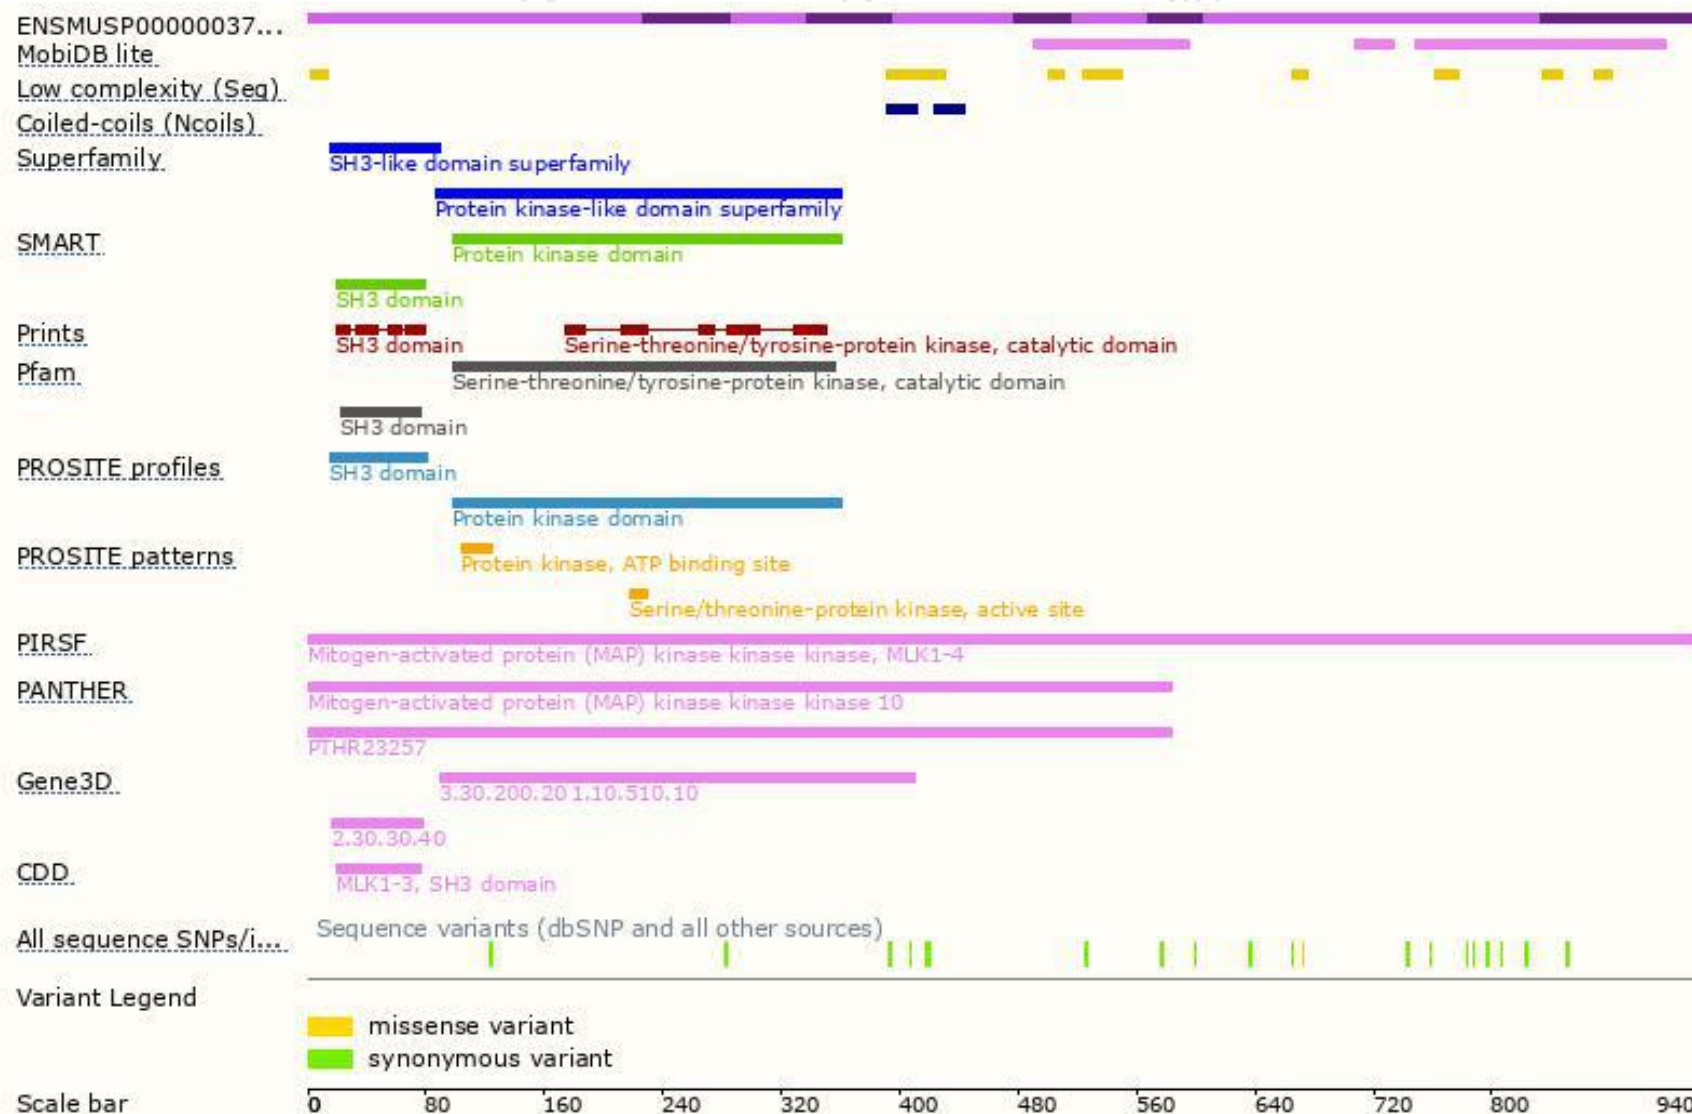 ENSMUSP00000037...
MobiDB lite
Low complexity (Seg)
Coiled-coils (Ncoils)
Superfamily
SH3-like domain superfamily
Protein kinase-like domain superfamily
SMART
Protein kinase domain
SH3 domain
Prints
SH3 domain Serine-threonine/tyrosine-protein kinase, catalytic domain
Pfam
Serine-threonine/tyrosine-protein kinase, catalytic domain
SH3 domain
PROSITE profiles
SH3 domain
Protein kinase domain
PROSITE patterns
Protein kinase, ATP binding site
Serine/threonine-protein kinase, active site
PIRSF
Mitogen-activated protein (MAP) kinase kinase kinase, MLK1-4
PANTHER
Mitogen-activated protein (MAP) kinase kinase kinase 10
PTHR23257
Gene3D
3.30.200.20 1.10.510.10
2.30.30.40
CDD
MLK1-3, SH3 domain
Sequence variants (dbSNP and all other sources)
All sequence SNPs/i...
Variant Legend
missense variant
synonymous variant
Scale bar 0 80 160 240 320 400 480 560 640 720 800 940